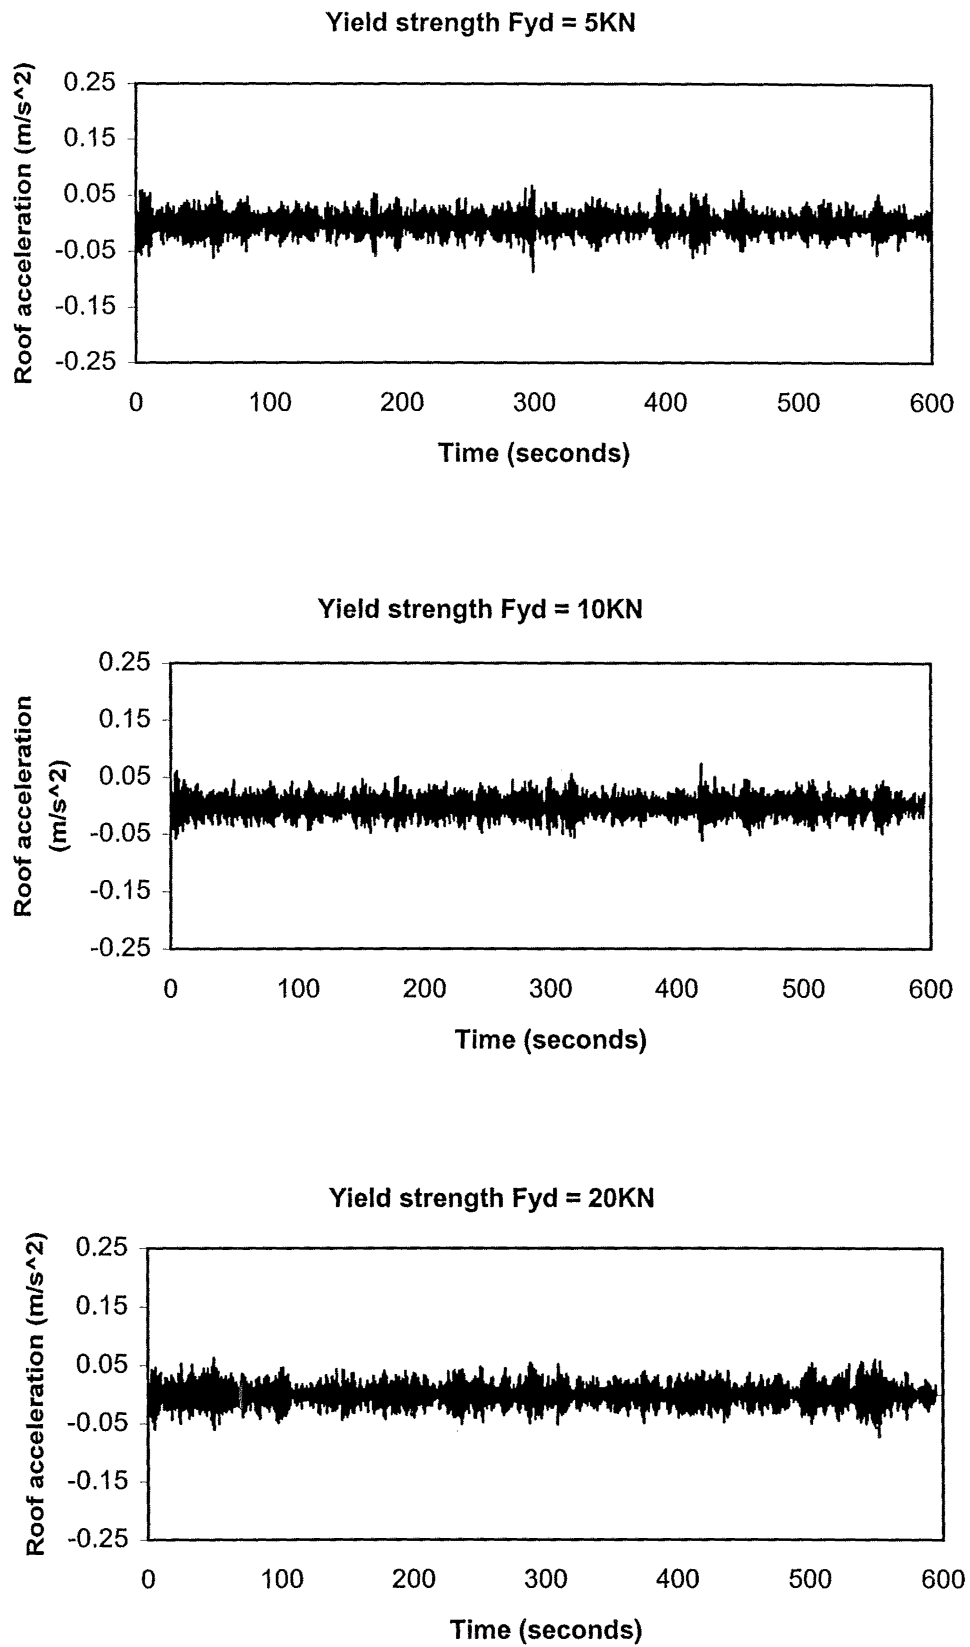 Yield strength Fyd = 5KN
Roof acceleration (m/s^2)
0.25
0.15
0.05
-0.05
-0.15
-0.25
0 100 200 300 400 500 600
Time (seconds)
Yield strength Fyd = 10KN
Roof acceleration
(m/s^2)
0.25
0.15
0.05
-0.05
-0.15
-0.25
0 100 200 300 400 500 600
Time (seconds)
Yield strength Fyd = 20KN
Roof acceleration (m/s^2)
0.25
0.15
0.05
-0.05
-0.15
-0.25
0 100 200 300 400 500 600
Time (seconds)